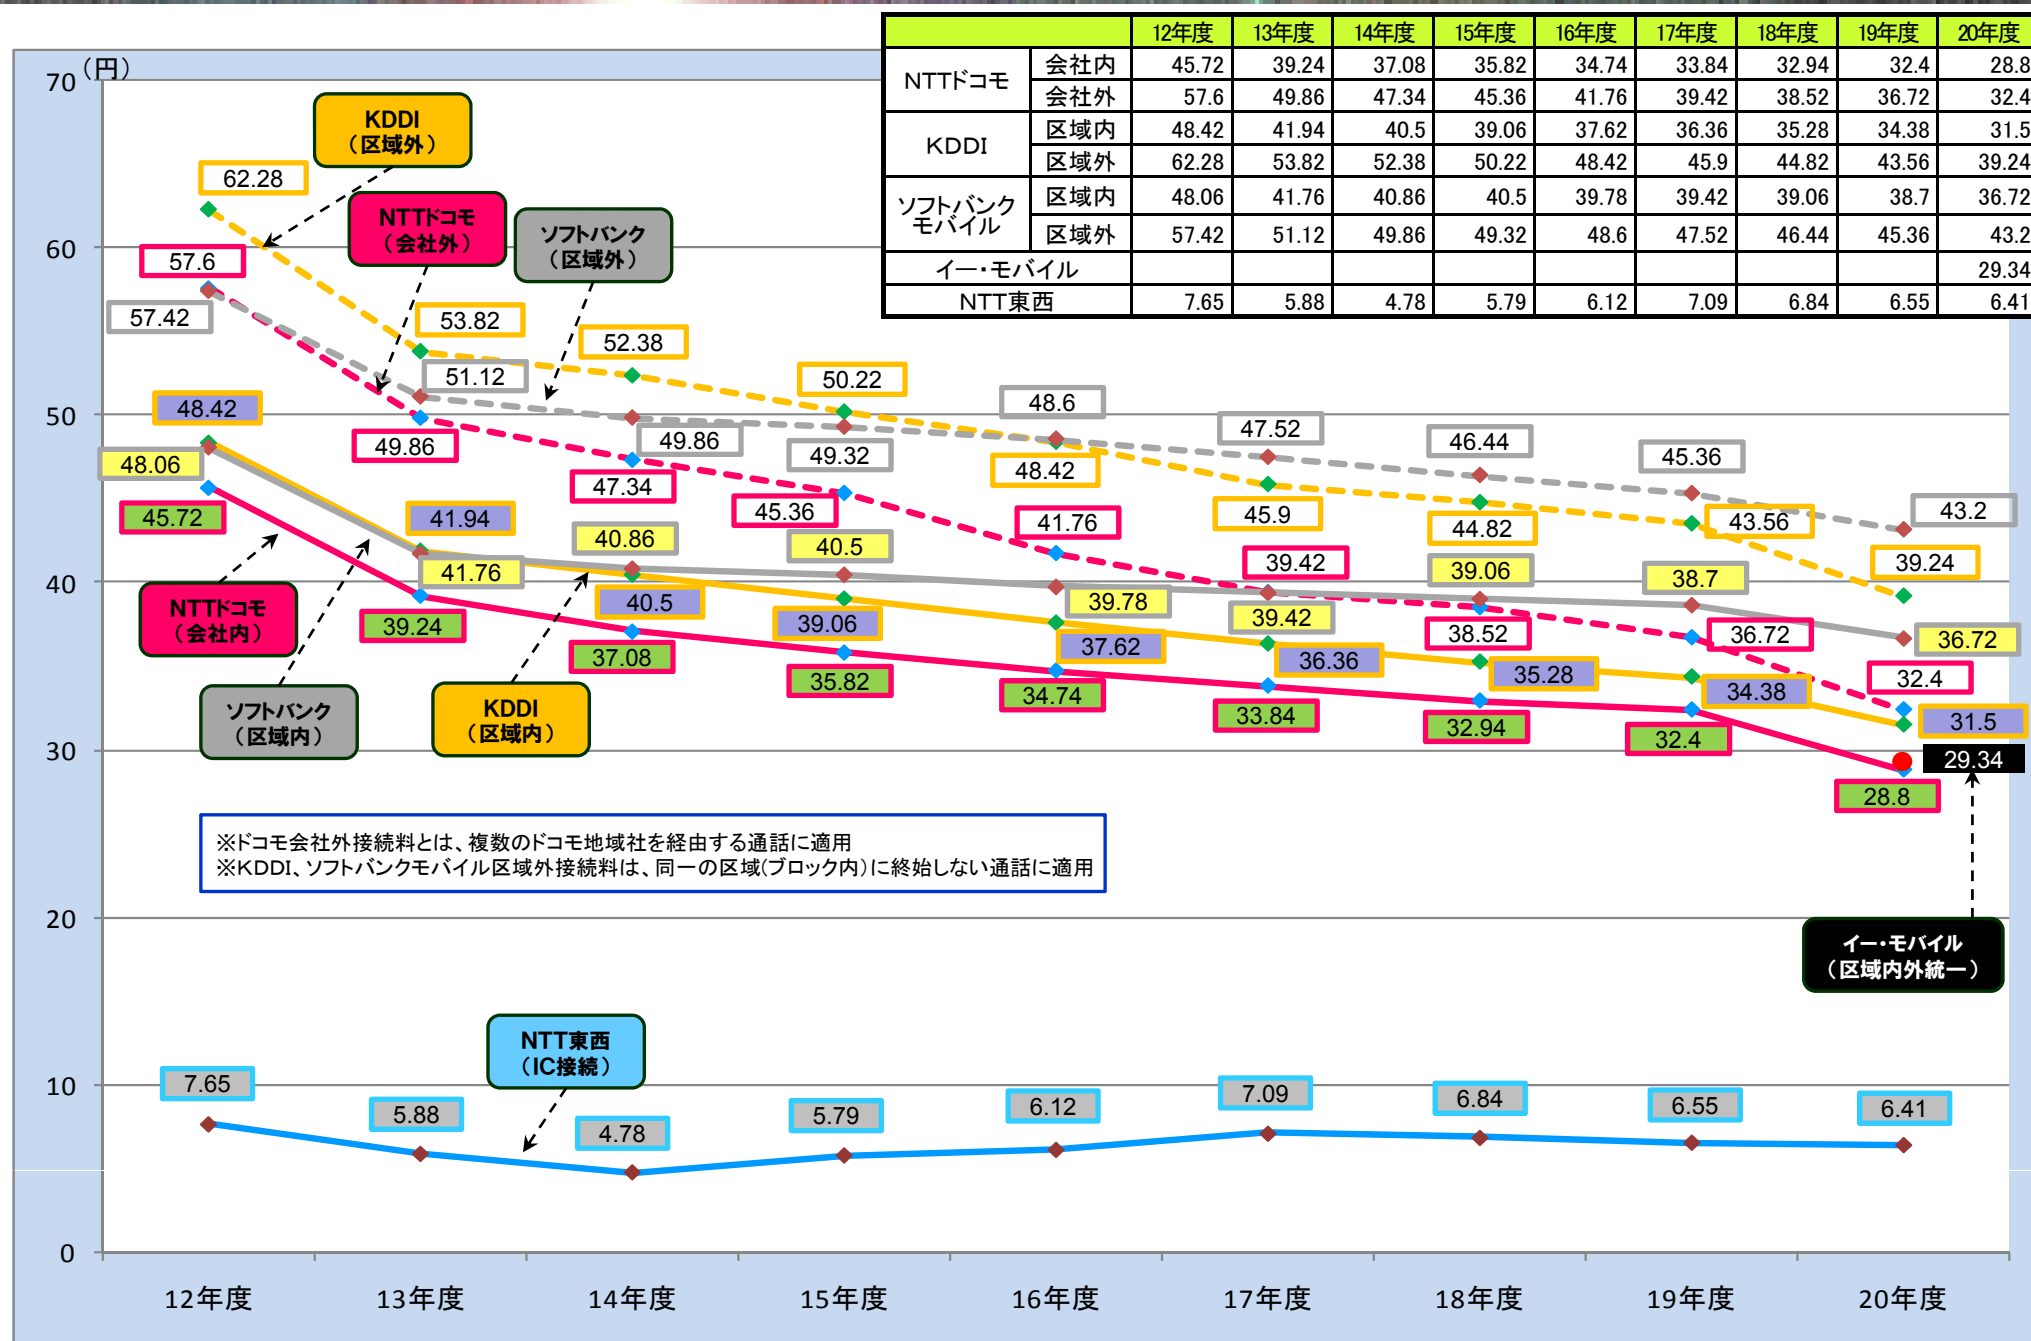 12年度 13年度 14年度 15年度 16年度 17年度 18年度 19年度 20年度
NTTドコモ 会社内 45.72 39.24 37.08 35.82 34.74 33.84 32.94 32.4 28.8
会社外 57.6 49.86 47.34 45.36 41.76 39.42 38.52 36.72 32.4
KDDI 区域内 48.42 41.94 40.5 39.06 37.62 36.36 35.28 34.38 31.5
区域外 62.28 53.82 52.38 50.22 48.42 45.9 44.82 43.56 39.24
ソフトバンク
モバイル 区域内 48.06 41.76 40.86 40.5 39.78 39.42 39.06 38.7 36.72
区域外 57.42 51.12 49.86 49.32 48.6 47.52 46.44 45.36 43.2
イー・モバイル 29.34
NTT東西 7.65 5.88 4.78 5.79 6.12 7.09 6.84 6.55 6.41
(円)
70
60
50
40
30
20
10
0
KDDI
(区域外)
NTTドコモ
(会社外)
ソフトバンク
(区域外)
62.28 53.82 52.38 50.22 48.42 45.9 44.82 43.56 39.24
57.6 49.86 47.34 45.36 41.76 39.42 38.52 36.72 32.4
57.42 51.12 49.86 49.32 48.6 47.52 46.44 45.36 43.2
48.42 41.94 40.5 39.06 37.62 36.36 35.28 34.38 31.5
48.06 41.76 40.86 40.5 39.78 39.42 39.06 38.7 36.72
45.72 39.24 37.08 35.82 34.74 33.84 32.94 32.4 28.8
29.34
NTTドコモ
(会社内)
ソフトバンク
(区域内)
KDDI
(区域内)
※ドコモ会社外接続料とは、複数のドコモ地域社を経由する通話に適用
※KDDI、ソフトバンクモバイル区域外接続料は、同一の区域(ブロック内)に終始しない通話に適用
イー・モバイル
(区域内外統一)
NTT東西
(IC接続)
7.65 5.88 4.78 5.79 6.12 7.09 6.84 6.55 6.41
12年度 13年度 14年度 15年度 16年度 17年度 18年度 19年度 20年度